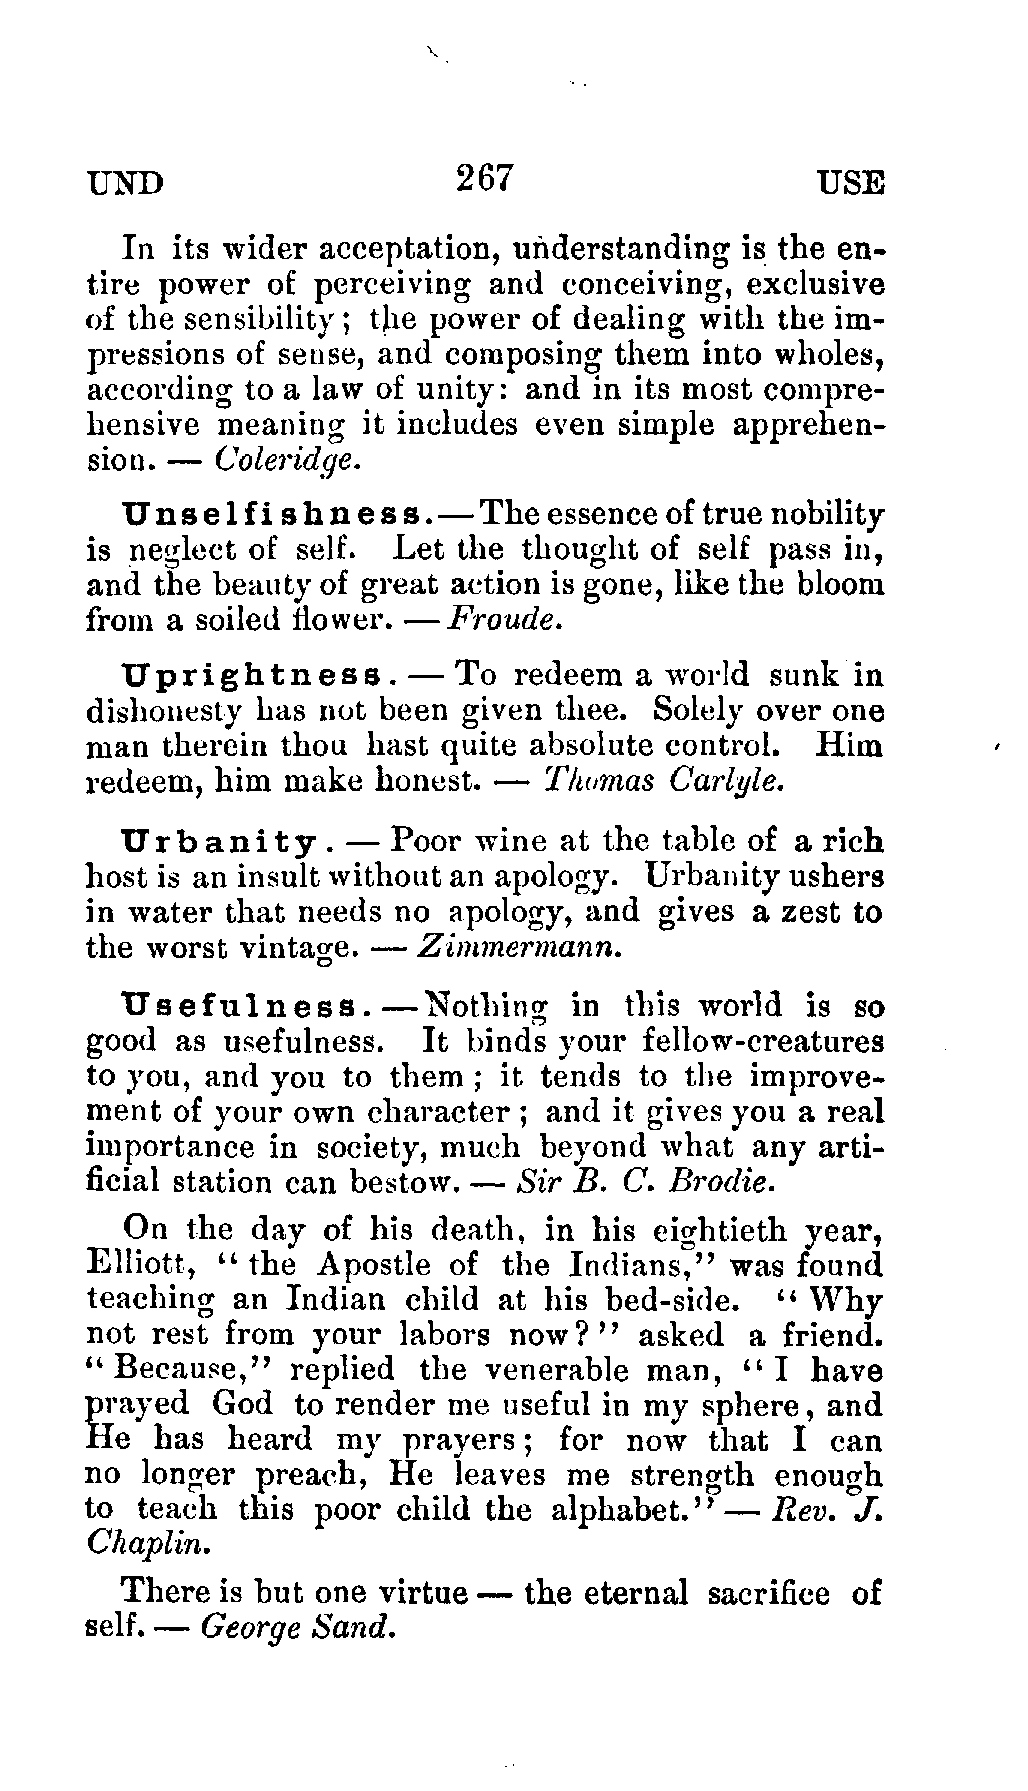 UND 267 USE
In its wider acceptation, understanding is the en-
tire power of perceiving and conceiving, exclusive
of the sensibility; the power of dealing with the im-
pressions of sense, and composing them into wholes,
according to a law of unity: and in its most compre-
hensive meaning it includes even simple apprehen-
sion. — Coleridge.
Unselfishness.—The essence of true nobility
is neglect of self. Let the thought of self pass in,
and the beauty of great action is gone, like the bloom
from a soiled flower. — Froude.
Uprightness. — To redeem a world sunk in
dishonesty has not been given thee. Solely over one
man therein thou hast quite absolute control. Him
redeem, him make honest. — Thomas Carlyle.
Urbanity. — Poor wine at the table of a rich
host is an insult without an apology. Urbanity ushers
in water that needs no apology, and gives a zest to
the worst vintage. — Zimmermann.
Usefulness. — Nothing in this world is so
good as usefulness. It binds your fellow-creatures
to you, and you to them; it tends to the improve-
ment of your own character; and it gives you a real
importance in society, much beyond what any arti-
ficial station can bestow. — Sir B. C. Brodie.
On the day of his death, in his eightieth year,
Elliott, "the Apostle of the Indians," was found
teaching an Indian child at his bed-side. "Why
not rest from your labors now?" asked a friend.
"Because," replied the venerable man, "I have
prayed God to render me useful in my sphere, and
He has heard my prayers; for now that I can
no longer preach, He leaves me strength enough
to teach this poor child the alphabet." — Rev. J.
Chaplin.
There is but one virtue — the eternal sacrifice of
self. — George Sand.